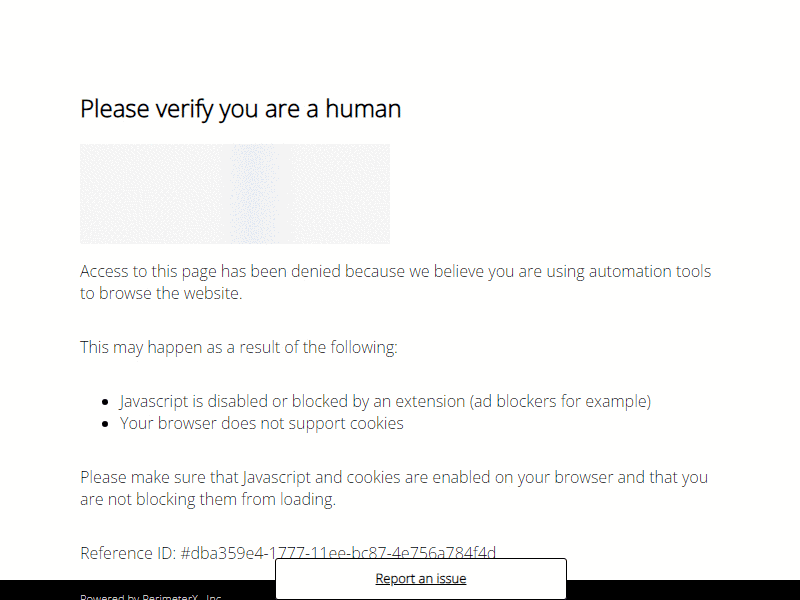 Please verify you are a human
Access to this page has been denied because we believe you are using automation tools
to browse the website.
This may happen as a result of the following:
Javascript is disabled or blocked by an extension (ad blockers for example)
Your browser does not support cookies
Please make sure that Javascript and cookies are enabled on your browser and that you
are not blocking them from loading.
Reference ID: #dba359e4-1777-11ee-bc87-4e756a784f4d
Report an issue
Powered by PerimeterX, Inc.